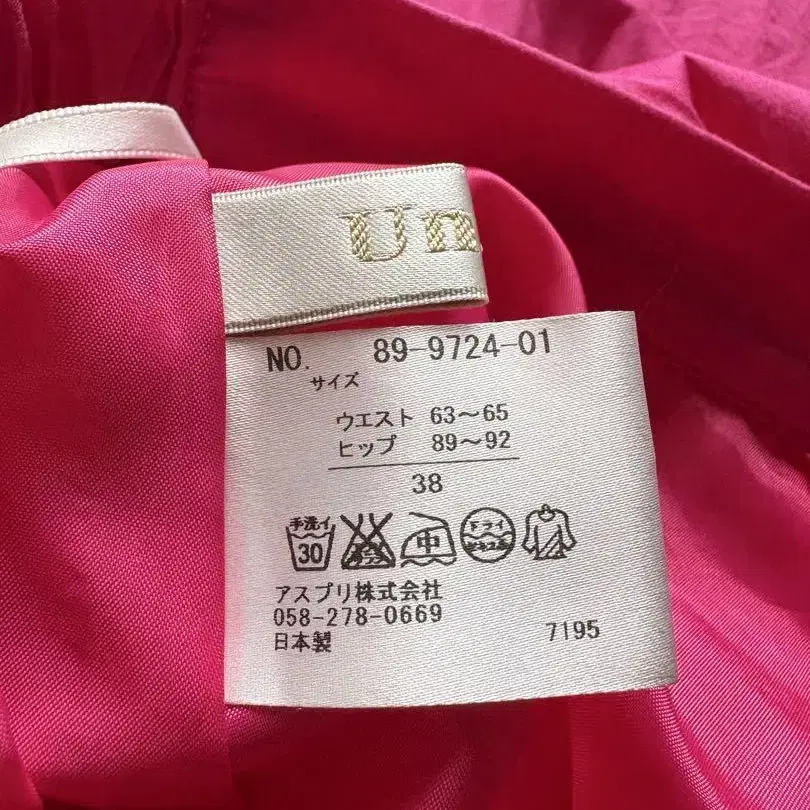 Un
NO. 89-9724-01
サイズ
ウエスト 63～65
ヒップ 89～92
38
手洗イ
30
中
ドライ
アスプリ株式会社
058-278-0669
日本製
7195